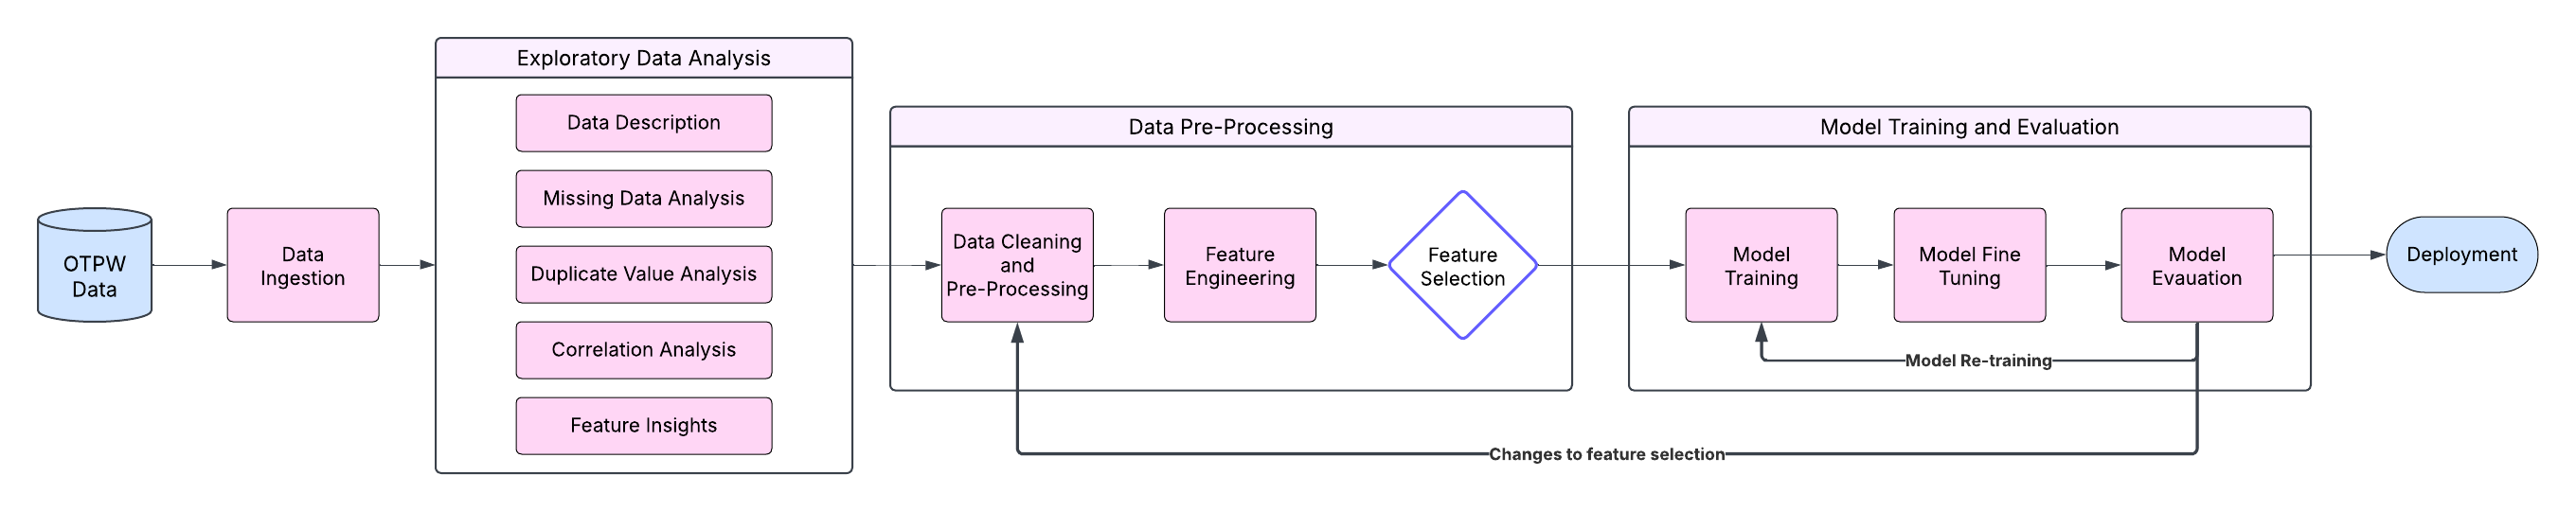 OTPW
Data
Data
Ingestion
Exploratory Data Analysis
Data Description
Missing Data Analysis
Duplicate Value Analysis
Correlation Analysis
Feature Insights
Data Pre-Processing
Data Cleaning
and
Pre-Processing
Feature
Engineering
Feature
Selection
Model Training and Evaluation
Model
Training
Model Fine
Tuning
Model
Evauation
Model Re-training
Changes to feature selection
Deployment